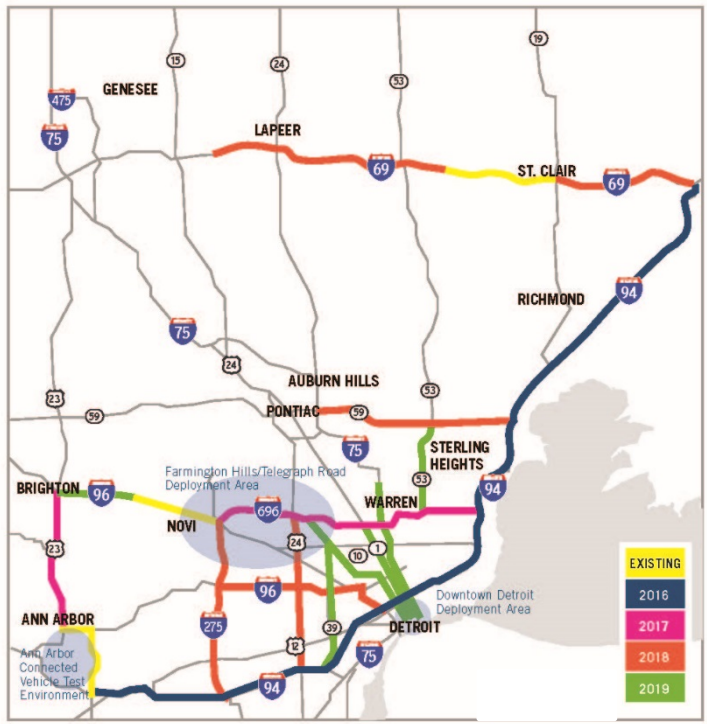 19
15
24
53
475
GENESEE
75
LAPEER
69
ST. CLAIR
69
94
RICHMOND
75
24
AUBURN HILLS
23
53
59
PONTIAC
59
75
STERLING
HEIGHTS
Farmington Hills/Telegraph Road
Deployment Area
53
BRIGHTON
96
94
WARREN
696
NOVI
24
23
10
1
EXISTING
96
2016
Downtown Detroit
Deployment Area
ANN ARBOR
275
39
DETROIT
2017
Ann Arbor
Connected
Vehicle Test
Environment
12
75
2018
94
2019